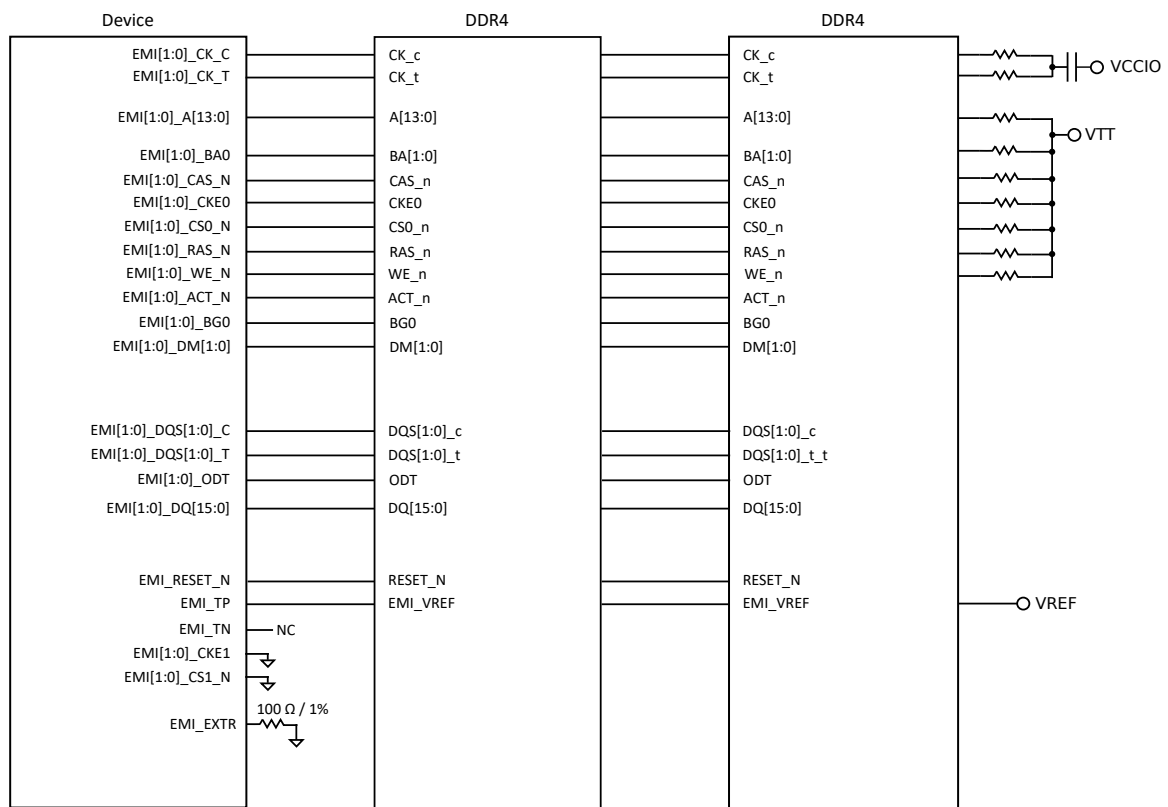 Device DDR4 DDR4
EMI[1:0]_CK_C CK_c CK_c
EMI[1:0]_CK_T CK_t CK_t
VCCIO
EMI[1:0]_A[13:0] A[13:0] A[13:0]
VTT
EMI[1:0]_BA0 BA[1:0] BA[1:0]
EMI[1:0]_CAS_N CAS_n CAS_n
EMI[1:0]_CKE0 CKE0 CKE0
EMI[1:0]_CS0_N CS0_n CS0_n
EMI[1:0]_RAS_N RAS_n RAS_n
EMI[1:0]_WE_N WE_n WE_n
EMI[1:0]_ACT_N ACT_n ACT_n
EMI[1:0]_BG0 BG0 BG0
EMI[1:0]_DM[1:0] DM[1:0] DM[1:0]
EMI[1:0]_DQS[1:0]_C DQS[1:0]_c DQS[1:0]_c
EMI[1:0]_DQS[1:0]_T DQS[1:0]_t DQS[1:0]_t_t
EMI[1:0]_ODT ODT ODT
EMI[1:0]_DQ[15:0] DQ[15:0] DQ[15:0]
EMI_RESET_N RESET_N RESET_N
EMI_TP EMI_VREF EMI_VREF VREF
EMI_TN NC
EMI[1:0]_CKE1
EMI[1:0]_CS1_N
100 Ω / 1%
EMI_EXTR